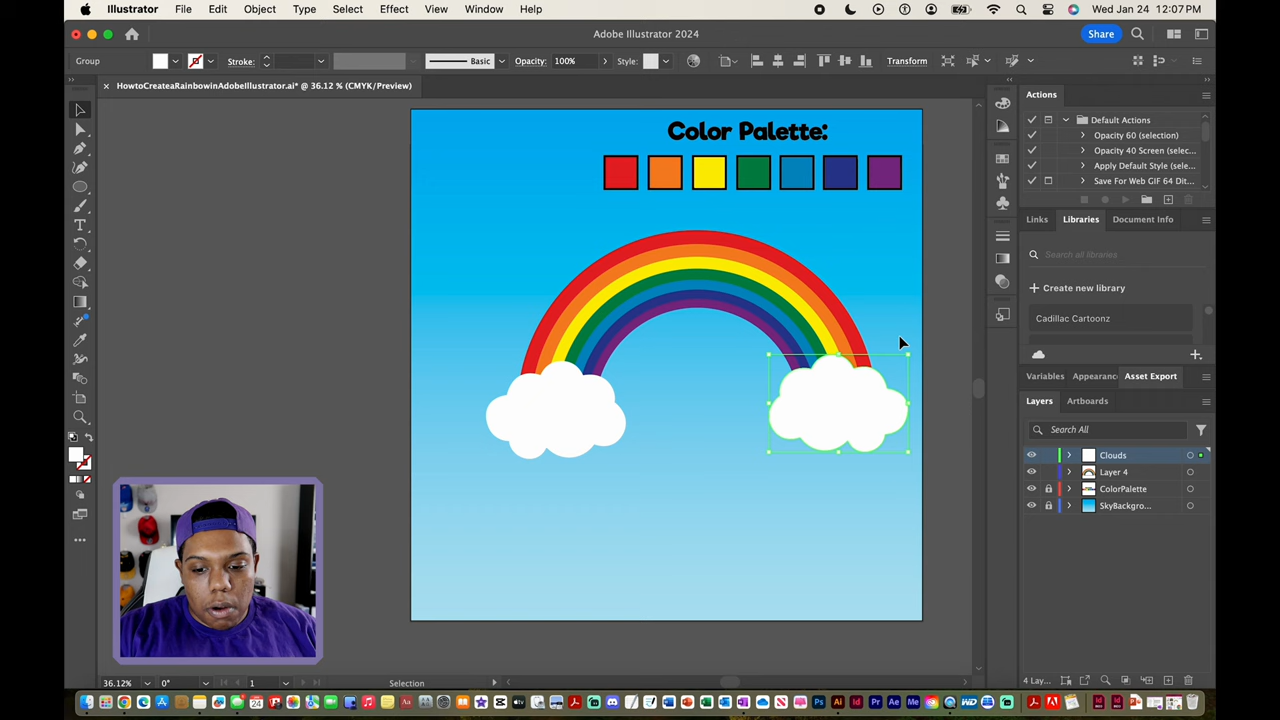 Illustrator File Edit Object Type Select Effect View Window Help Wed Jan 24 12:07 PM
Adobe Illustrator 2024 Share
Group Stroke: Basic Opacity: 100% Style: Transform
HowtoCreateaRainbowinAdobeIllustrator.ai* @ 36.12 % (CMYK/Preview)
Color Palette:
Actions
Default Actions
Opacity 60 (selection)
Opacity 40 Screen (selec...
Apply Default Style (sele...
Save For Web GIF 64 Dit...
Links Libraries Document Info
Search all libraries
Create new library
Cadillac Cartoonz
Variables Appearanc Asset Export
Layers Artboards
Search All
Clouds
Layer 4
ColorPalette
SkyBackgro...
4 Lay...
36.12% 0° 1 Selection